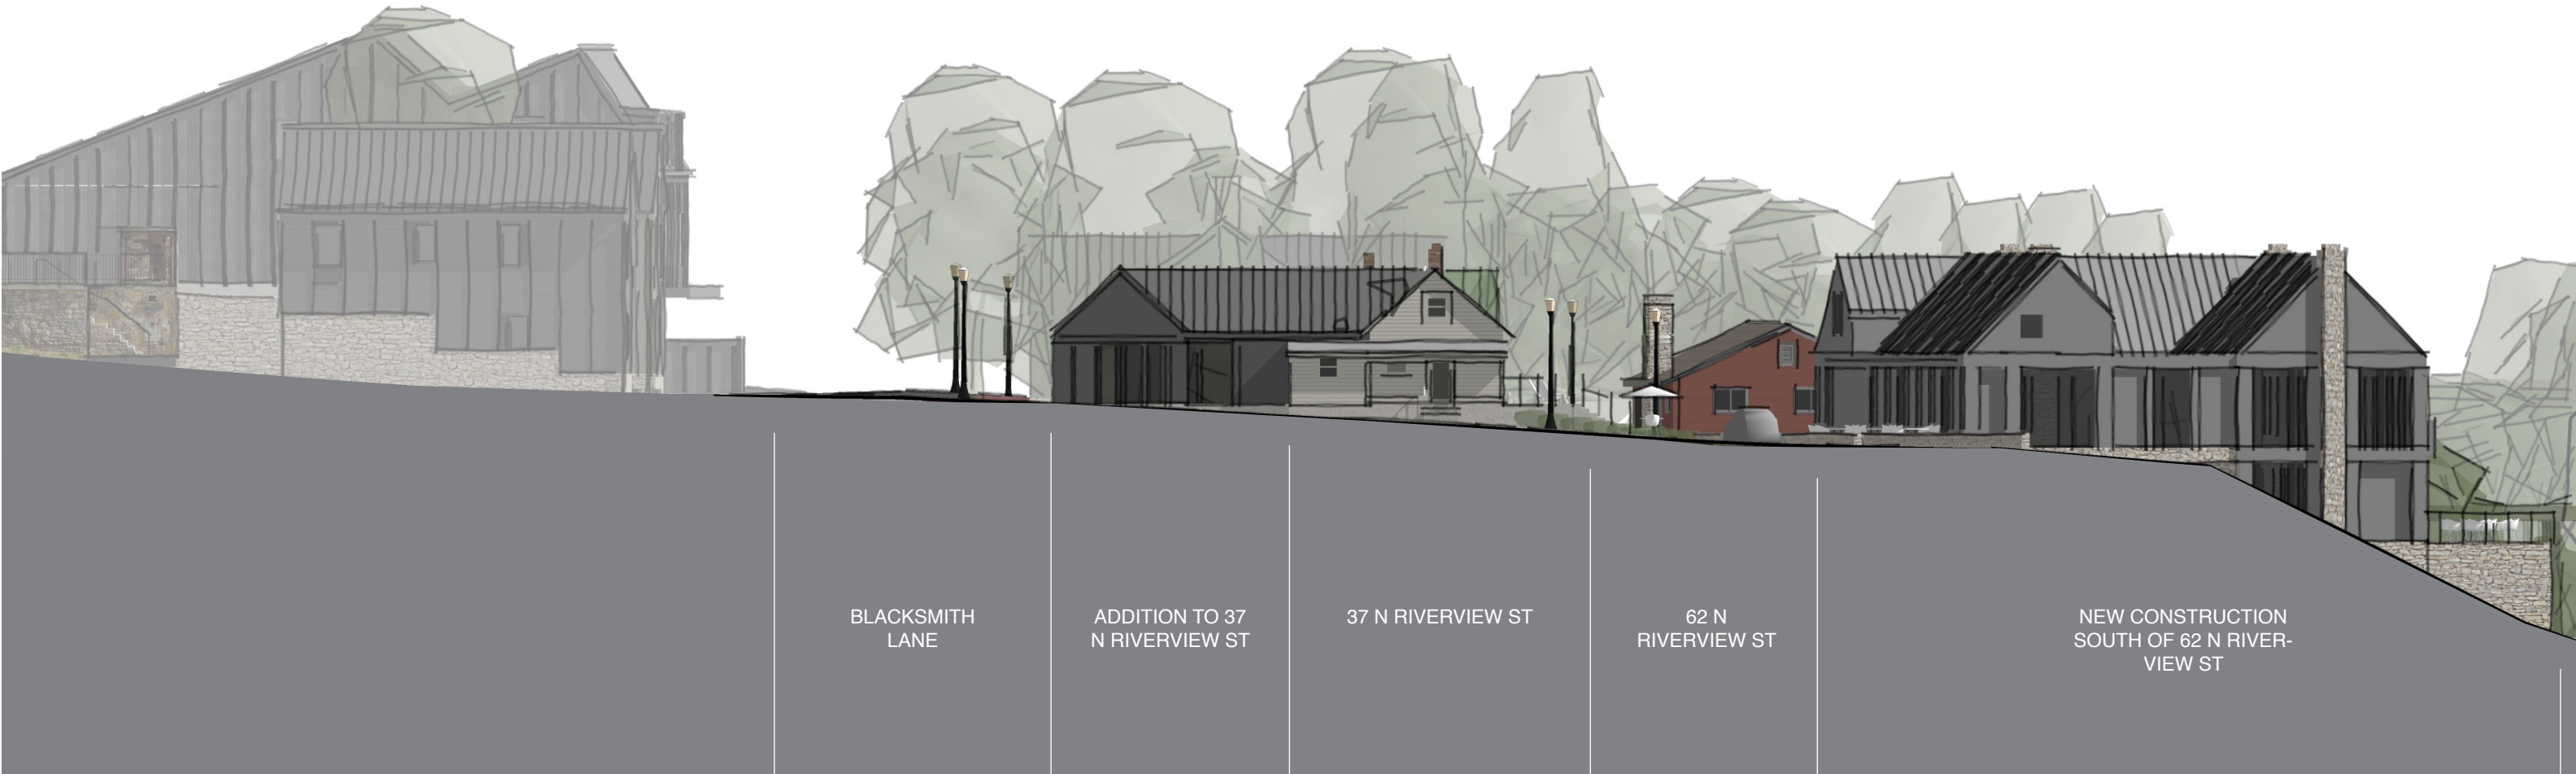 BLACKSMITH
LANE
ADDITION TO 37
N RIVERVIEW ST
37 N RIVERVIEW ST
62 N
RIVERVIEW ST
NEW CONSTRUCTION
SOUTH OF 62 N RIVER-
VIEW ST